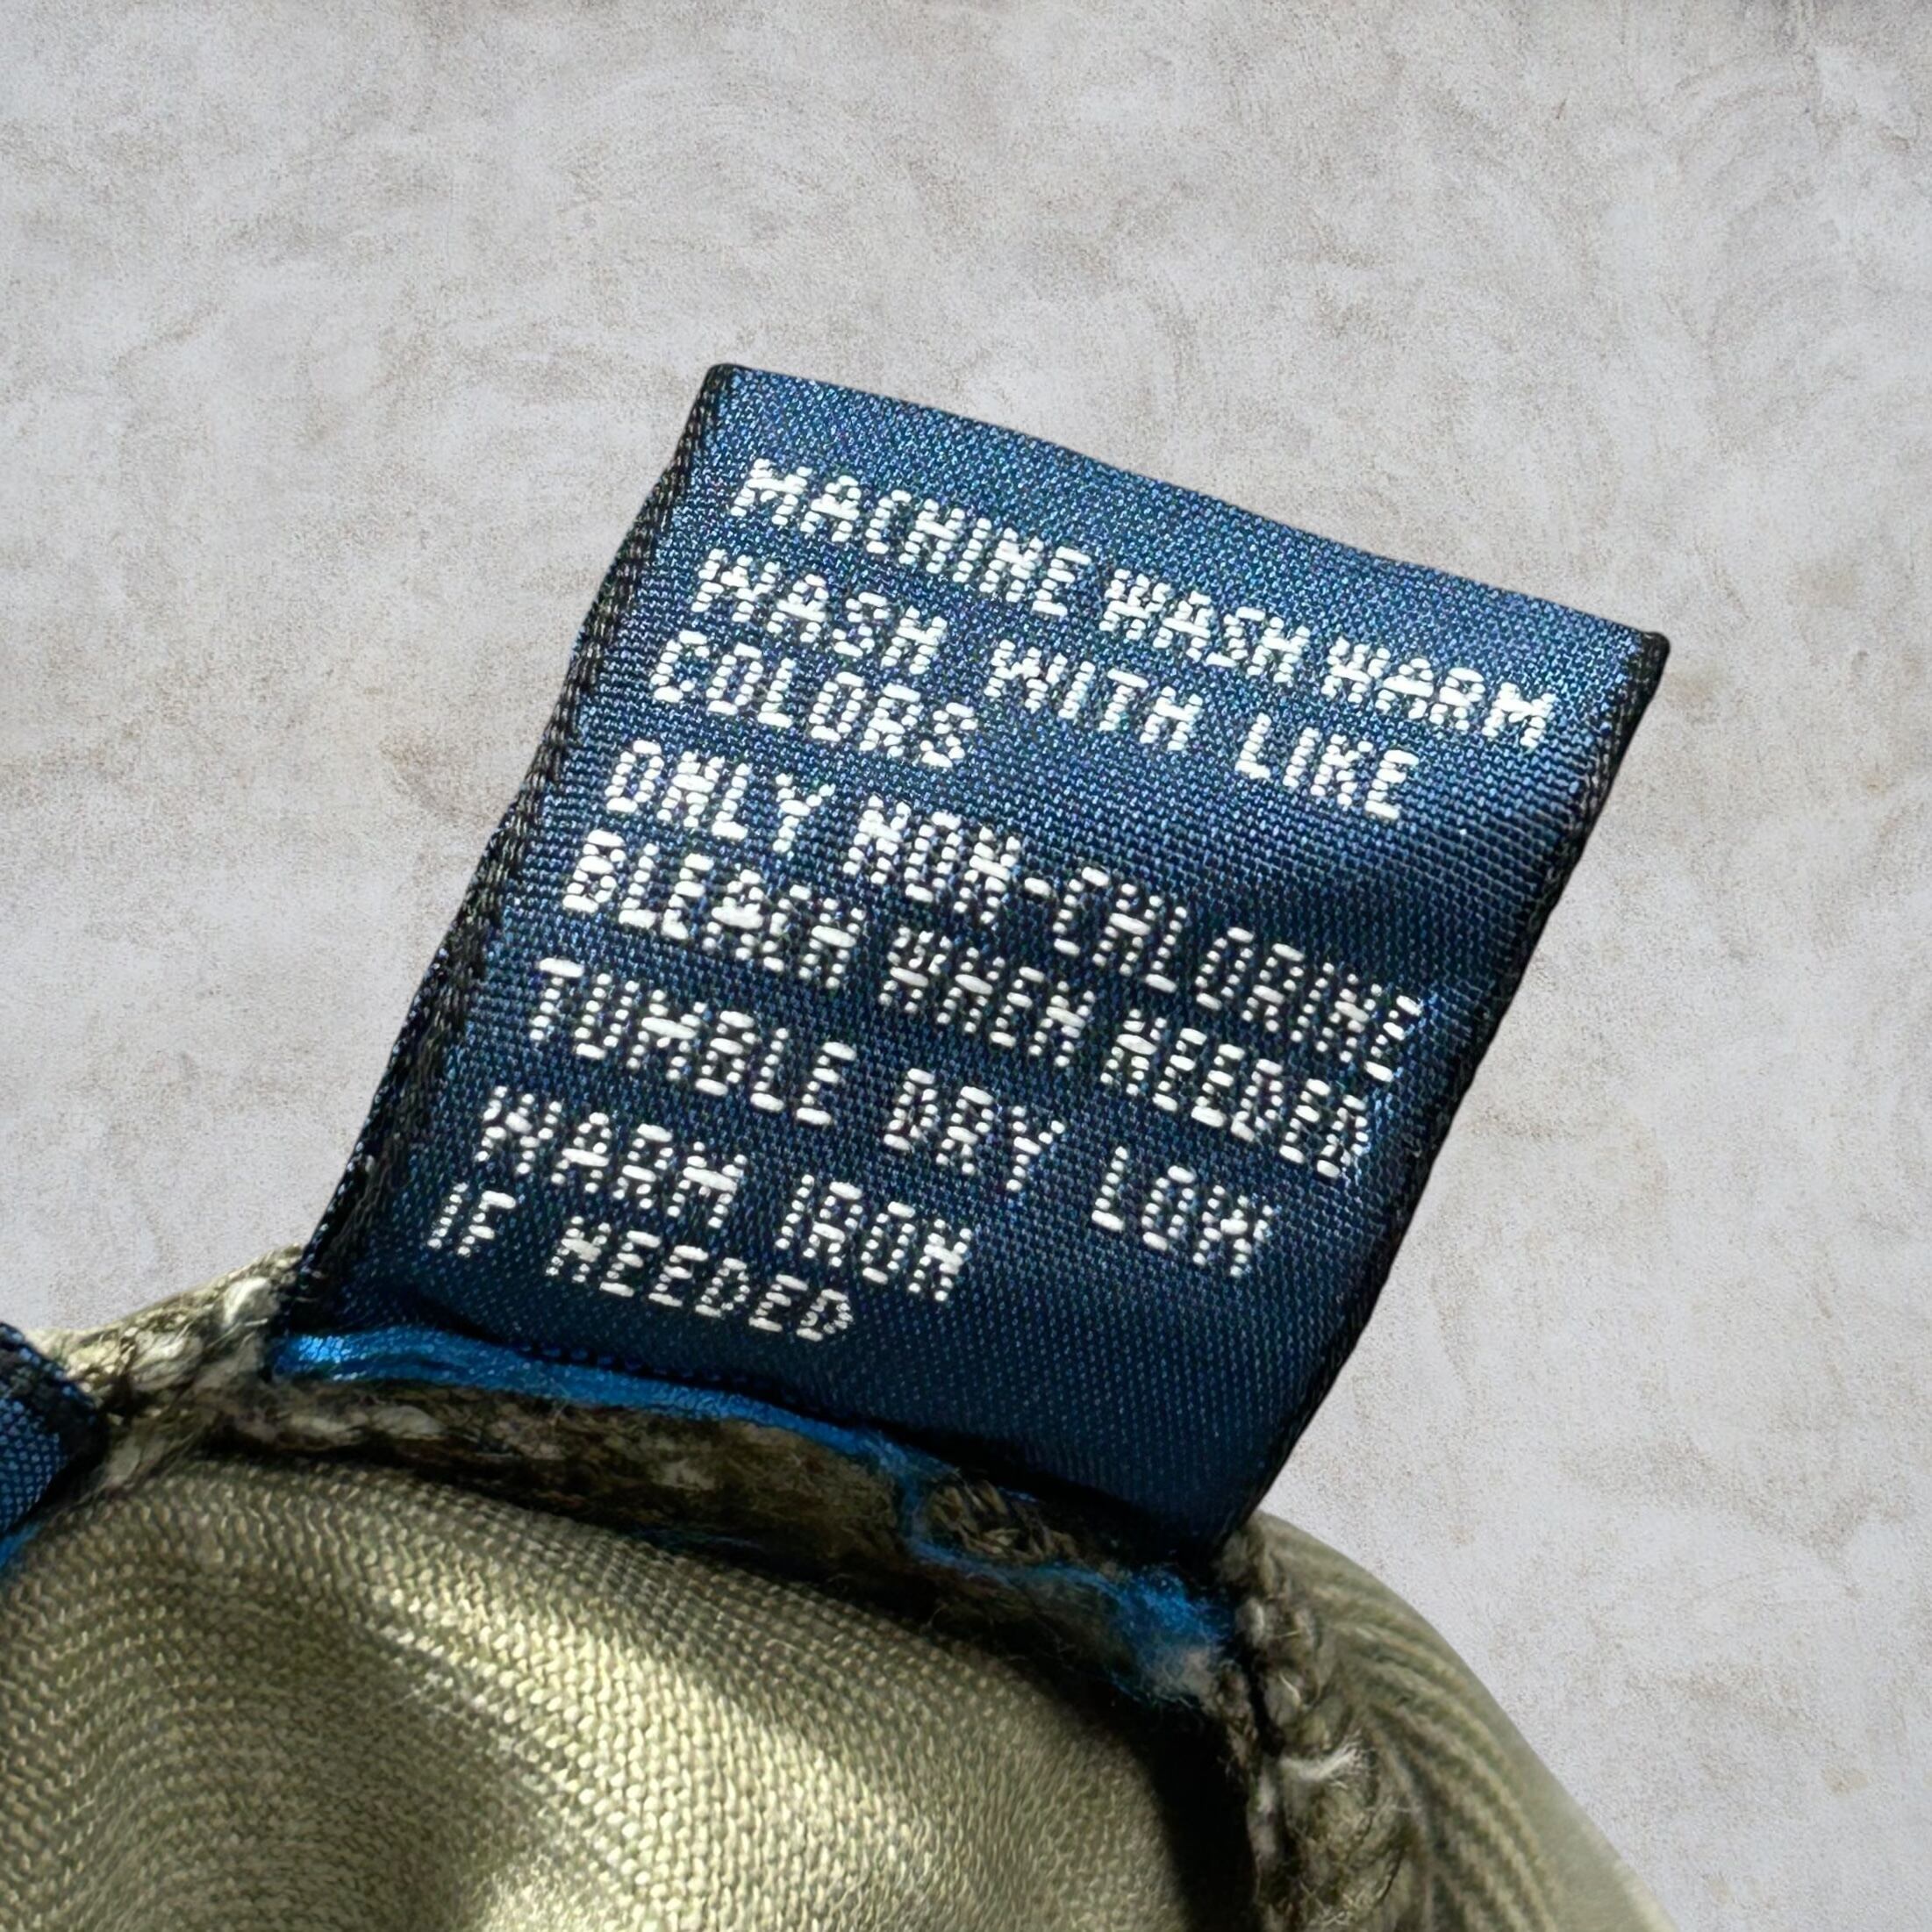 MACHINE WASH WARM
WASH WITH LIKE
COLORS
ONLY NON-CHLORINE
BLEACH WHEN NEEDED
TUMBLE DRY LOW
WARM IRON
IF NEEDED